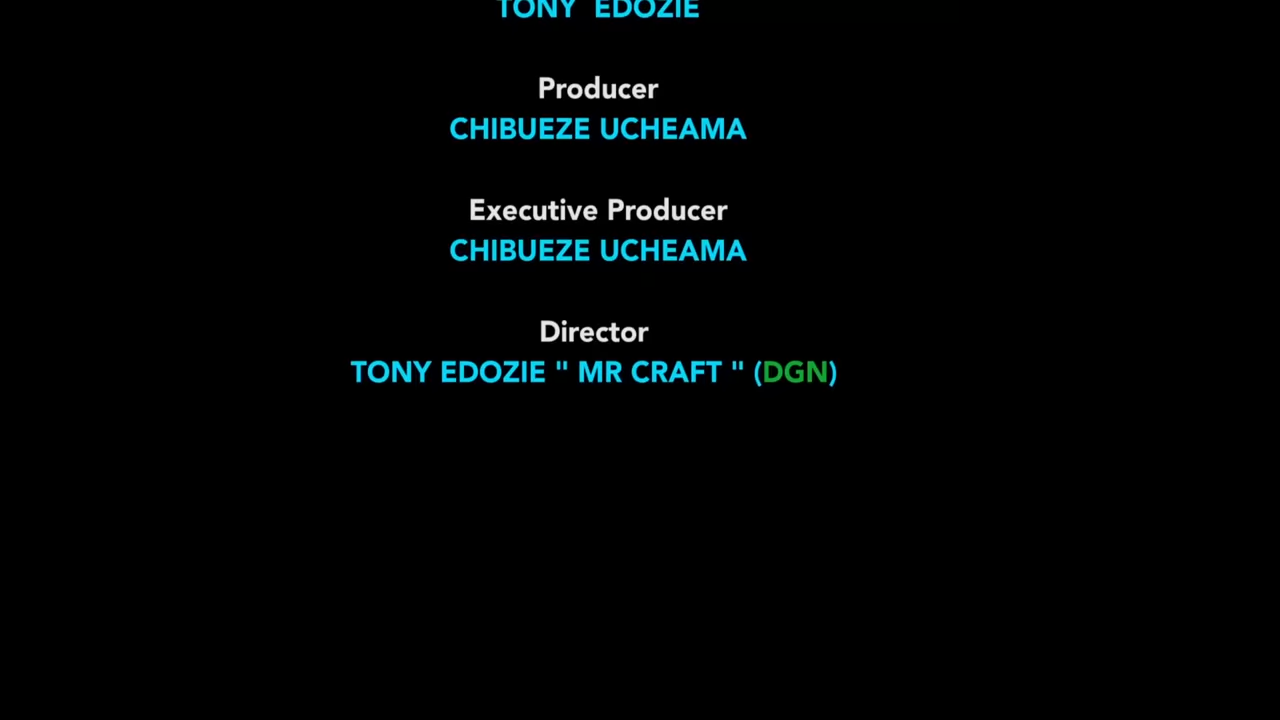 TONY EDOZIE
Producer
CHIBUEZE UCHEAMA
Executive Producer
CHIBUEZE UCHEAMA
Director
TONY EDOZIE " MR CRAFT " (DGN)